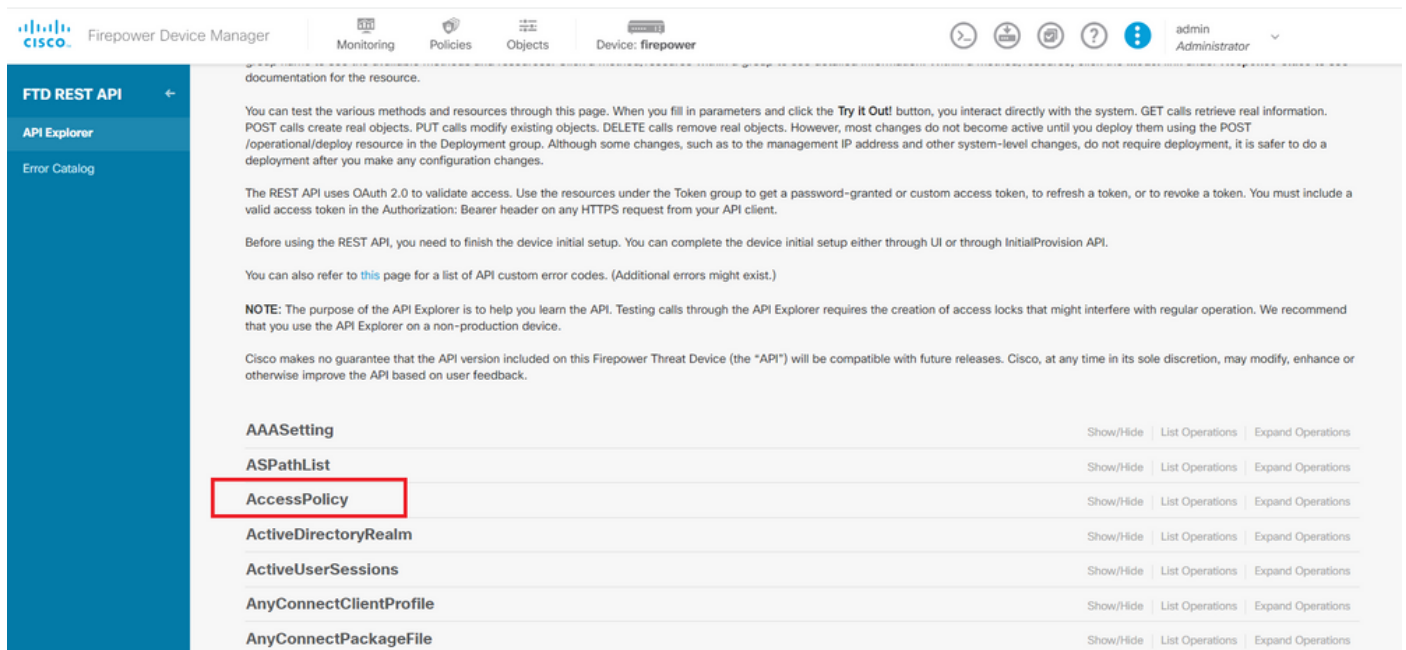 CISCO
Firepower Device Manager
Monitoring
Policies
Objects
Device: firepower
admin
Administrator
FTD REST API
API Explorer
Error Catalog
documentation for the resource.
You can test the various methods and resources through this page. When you fill in parameters and click the Try it Out! button, you interact directly with the system. GET calls retrieve real information.
POST calls create real objects. PUT calls modify existing objects. DELETE calls remove real objects. However, most changes do not become active until you deploy them using the POST
/operational/deploy resource in the Deployment group. Although some changes, such as to the management IP address and other system-level changes, do not require deployment, it is safer to do a
deployment after you make any configuration changes.
The REST API uses OAuth 2.0 to validate access. Use the resources under the Token group to get a password-granted or custom access token, to refresh a token, or to revoke a token. You must include a
valid access token in the Authorization: Bearer header on any HTTPS request from your API client.
Before using the REST API, you need to finish the device initial setup. You can complete the device initial setup either through UI or through InitialProvision API.
You can also refer to this page for a list of API custom error codes. (Additional errors might exist.)
NOTE: The purpose of the API Explorer is to help you learn the API. Testing calls through the API Explorer requires the creation of access locks that might interfere with regular operation. We recommend
that you use the API Explorer on a non-production device.
Cisco makes no guarantee that the API version included on this Firepower Threat Device (the “API”) will be compatible with future releases. Cisco, at any time in its sole discretion, may modify, enhance or
otherwise improve the API based on user feedback.
AAASetting Show/Hide List Operations Expand Operations
ASPathList Show/Hide List Operations Expand Operations
AccessPolicy Show/Hide List Operations Expand Operations
ActiveDirectoryRealm Show/Hide List Operations Expand Operations
ActiveUserSessions Show/Hide List Operations Expand Operations
AnyConnectClientProfile Show/Hide List Operations Expand Operations
AnyConnectPackageFile Show/Hide List Operations Expand Operations